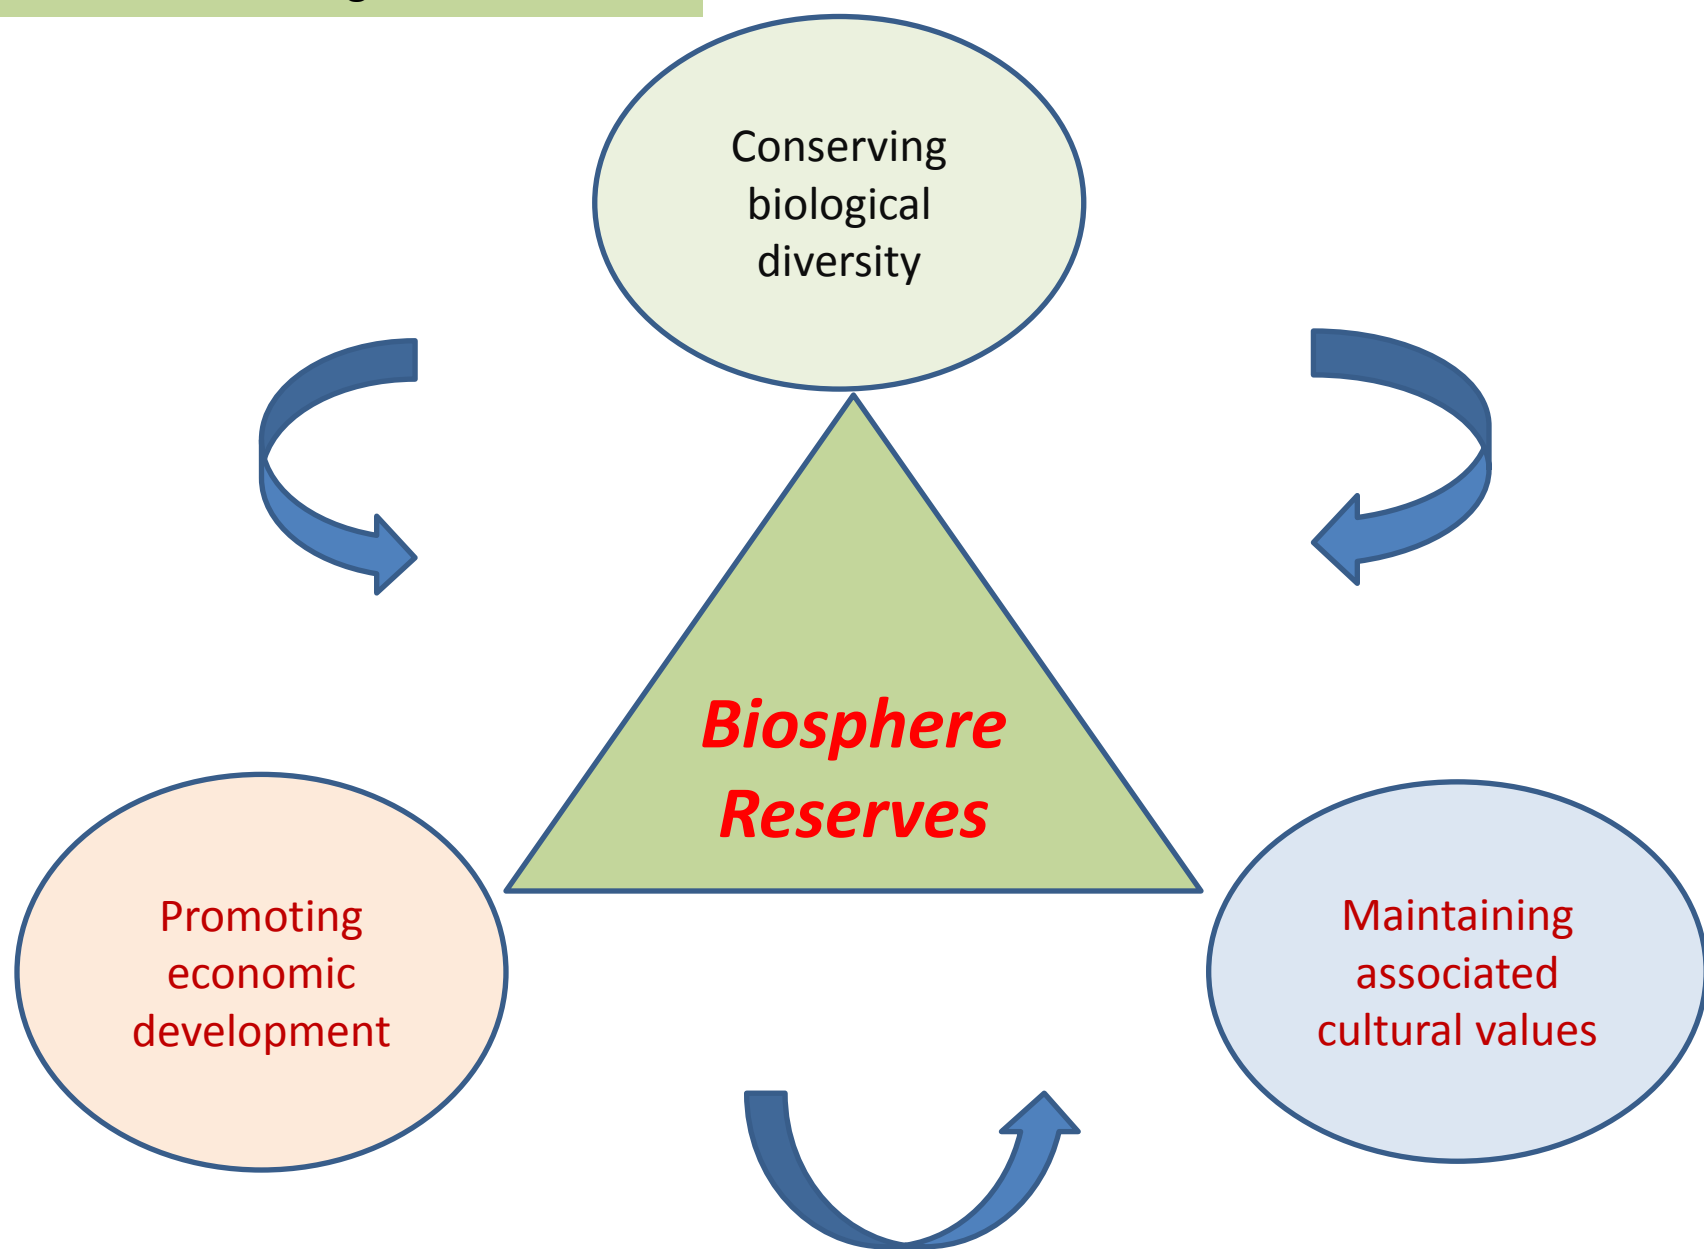 Conserving
biological
diversity
Biosphere
Reserves
Promoting
economic
development
Maintaining
associated
cultural values